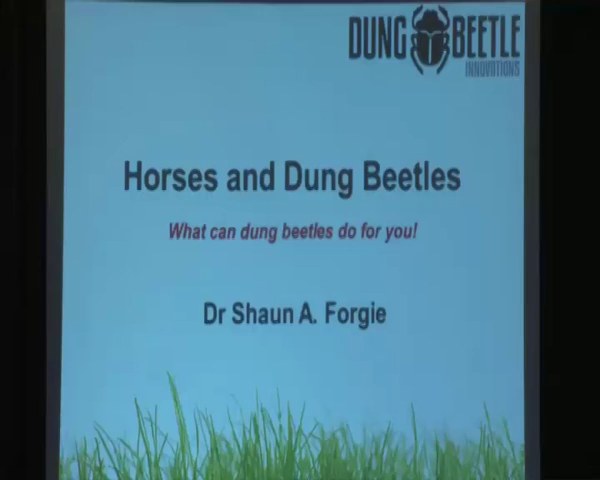 DUNG BEETLE
INNOVATIONS
Horses and Dung Beetles
What can dung beetles do for you!
Dr Shaun A. Forgie